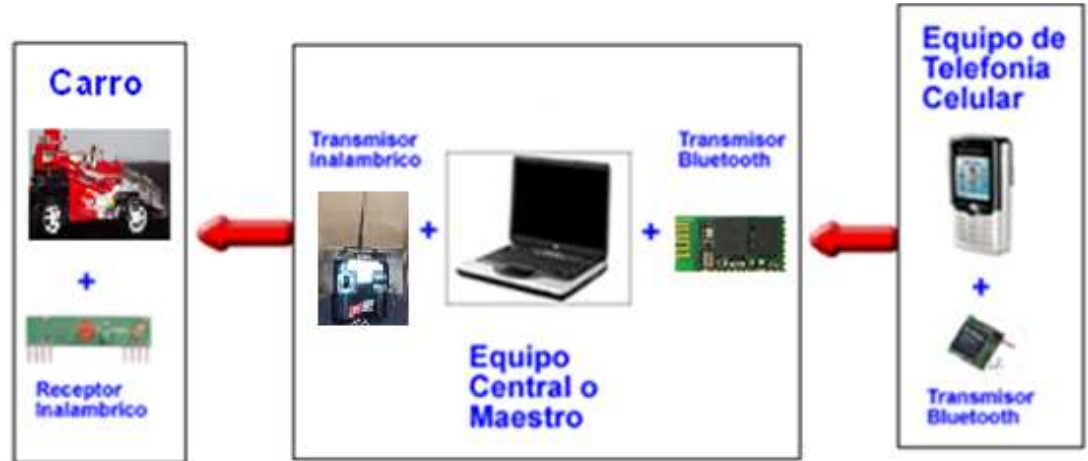 Carro
Receptor
Inalambrico
Transmisor
Inalambrico
+
+
Transmisor
Bluetooth
Equipo
Central o
Maestro
Equipo de
Telefonia
Celular
+
Transmisor
Bluetooth